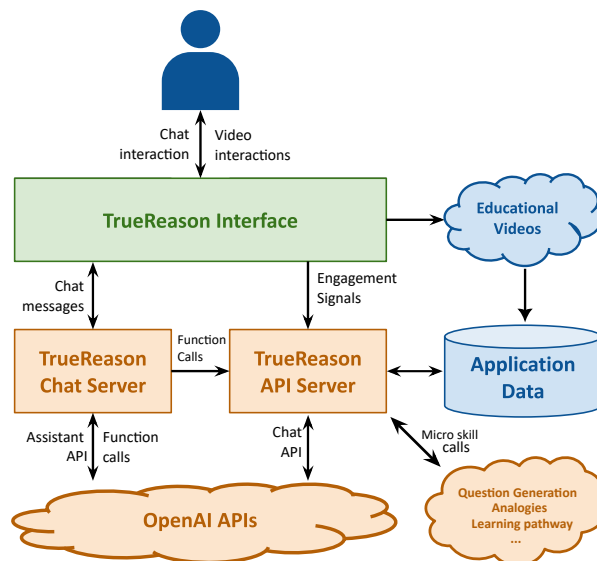 Chat
interaction
Video
interactions
TrueReason Interface
Educational
Videos
Chat
messages
Engagement
Signals
TrueReason
Chat Server
Function
Calls
TrueReason
API Server
Application
Data
Assistant
API
Function
calls
Chat
API
Micro skill
calls
OpenAI APIs
Question Generation
Analogies
Learning pathway
...